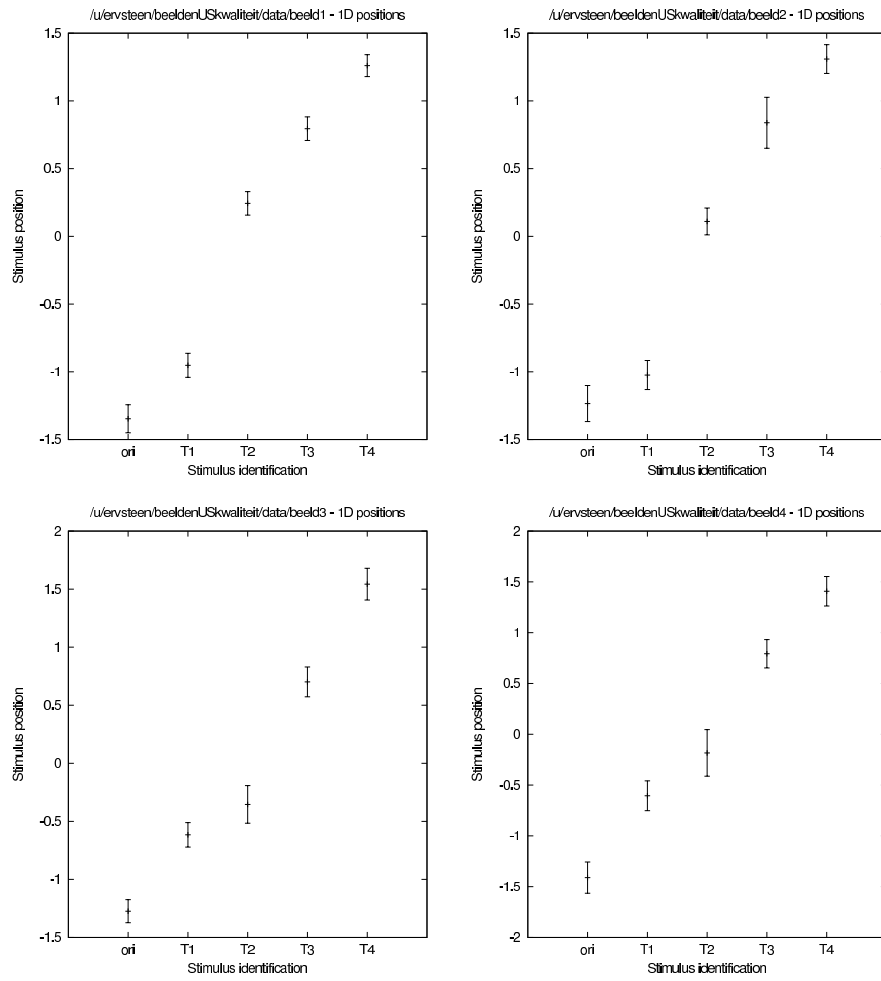 /u/ervsteen/beeldenUSkwaliteit/data/beeld1 - 1D positions
1.5
1
0.5
0
-0.5
-1
-1.5
Stimulus position
ori T1 T2 T3 T4
Stimulus identification
/u/ervsteen/beeldenUSkwaliteit/data/beeld2 - 1D positions
1.5
1
0.5
0
-0.5
-1
-1.5
Stimulus position
ori T1 T2 T3 T4
Stimulus identification
/u/ervsteen/beeldenUSkwaliteit/data/beeld3 - 1D positions
2
1.5
1
0.5
0
-0.5
-1
-1.5
Stimulus position
ori T1 T2 T3 T4
Stimulus identification
/u/ervsteen/beeldenUSkwaliteit/data/beeld4 - 1D positions
2
1.5
1
0.5
0
-0.5
-1
-1.5
-2
Stimulus position
ori T1 T2 T3 T4
Stimulus identification